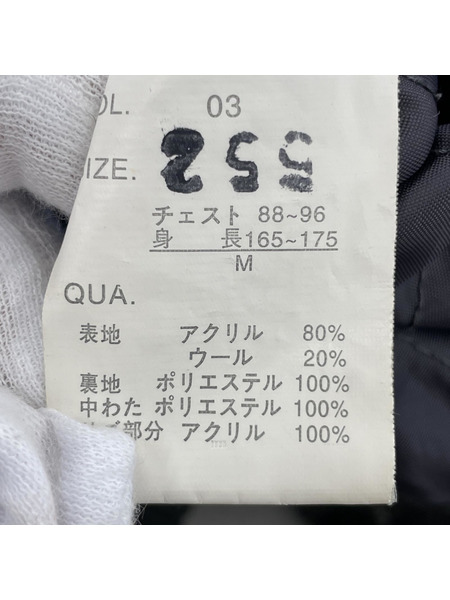 OL. 03
IZE.
チェスト 88~96
身 長165~175
M
QUA.
表地 アクリル 80%
ウール 20%
裏地 ポリエステル 100%
中わた ポリエステル 100%
部分 アクリル 100%